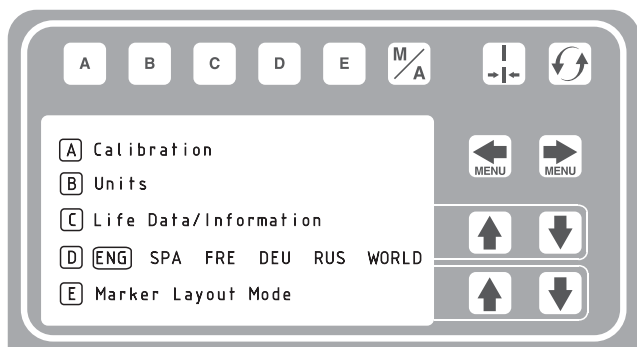 A B C D E M/A
MENU MENU
A Calibration
B Units
C Life Data/Information
D ENG SPA FRE DEU RUS WORLD
E Marker Layout Mode